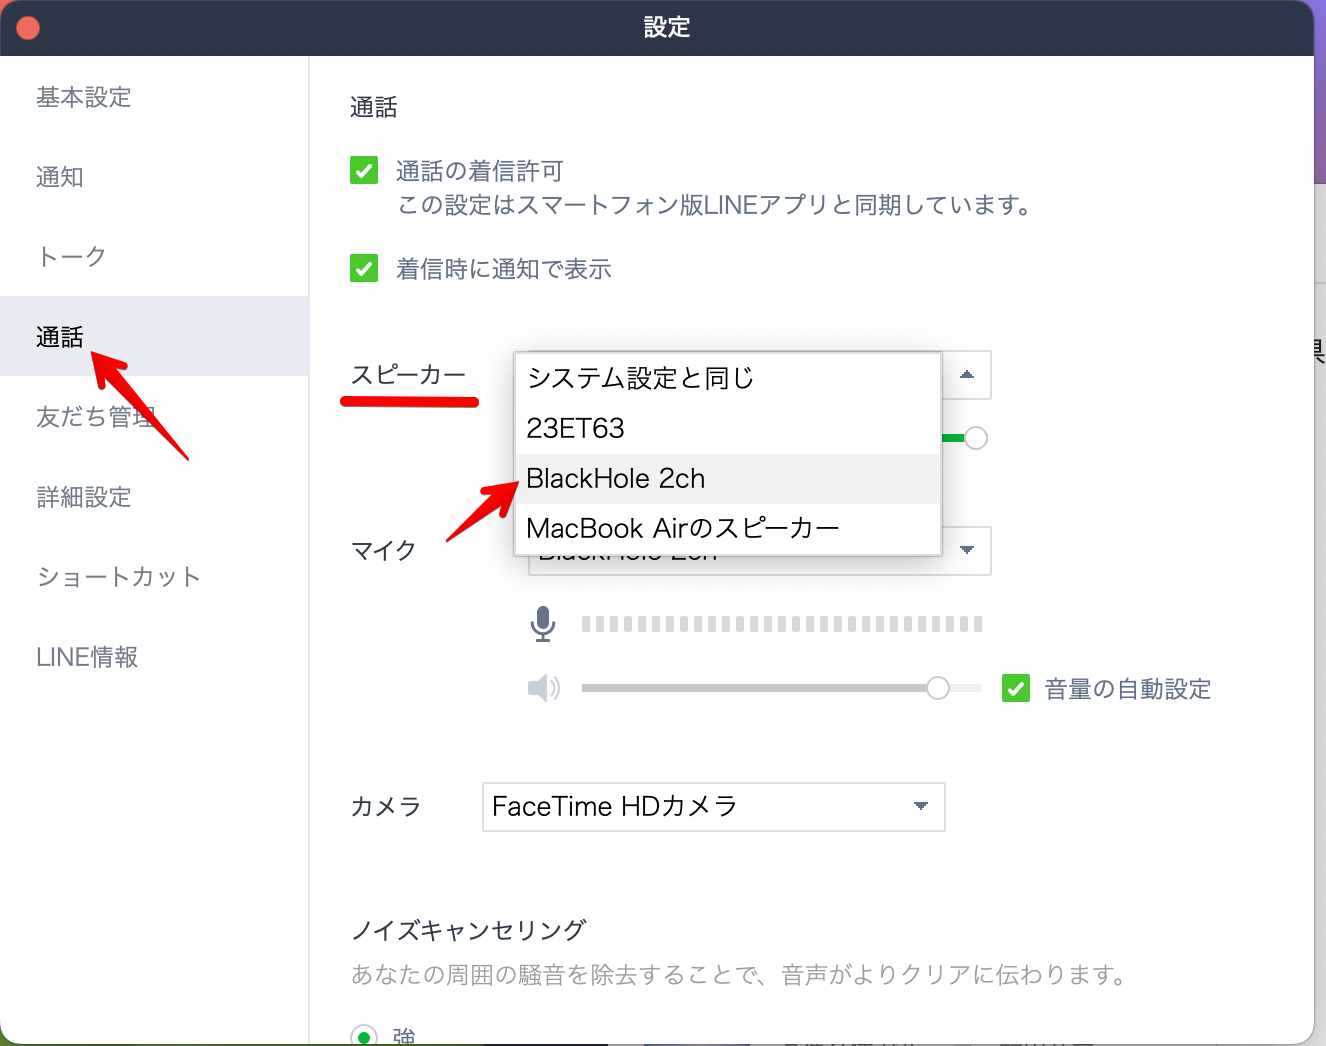 設定
基本設定
通知
トーク
通話
友だち管理
詳細設定
ショートカット
LINE情報
通話
通話の着信許可
この設定はスマートフォン版LINEアプリと同期しています。
着信時に通知で表示
スピーカー
システム設定と同じ
23ET63
BlackHole 2ch
MacBook Airのスピーカー
マイク
BlackHole 2ch
音量の自動設定
カメラ
FaceTime HDカメラ
ノイズキャンセリング
あなたの周囲の騒音を除去することで、音声がよりクリアに伝わります。
強